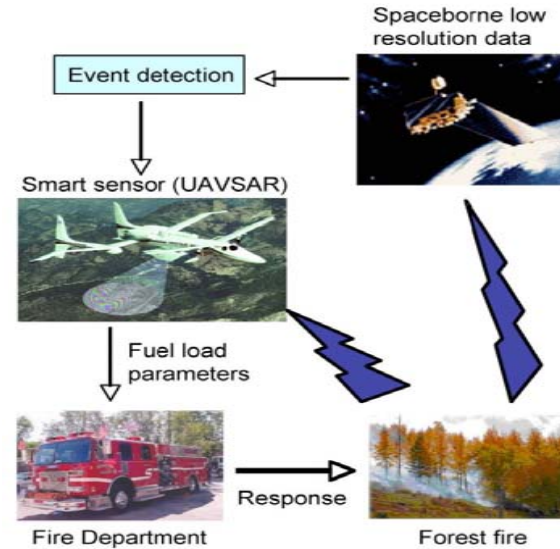 Spaceborne low
resolution data
Event detection
Smart sensor (UAVSAR)
Fuel load
parameters
Response
Fire Department
Forest fire